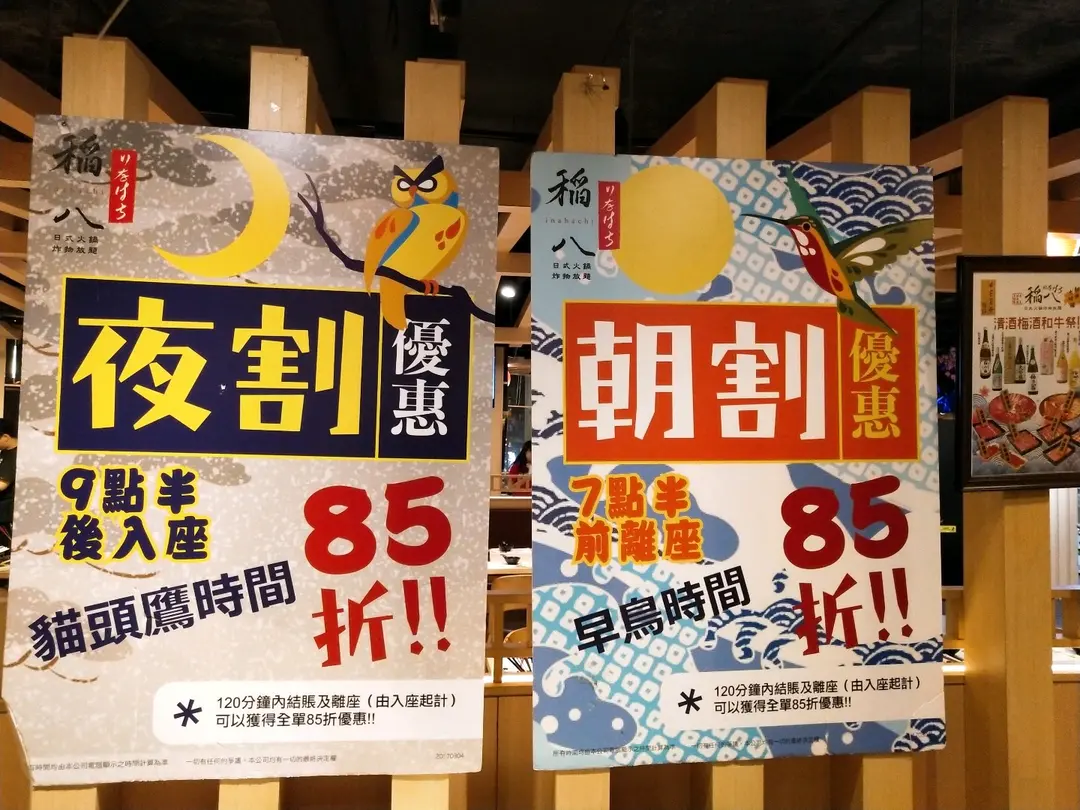 稲
八
いなはち
日式火鍋
炸物放題
夜割
優惠
9點半
後入座
85
折!!
貓頭鷹時間
* 120分鐘內結賬及離座（由入座起計）
可以獲得全單85折優惠!!
稲
いなはち
inahachi
八
日式火鍋
炸物放題
朝割
優惠
7點半
前離座
85
折!!
早鳥時間
* 120分鐘內結賬及離座（由入座起計）
可以獲得全單85折優惠!!
稲八
清酒梅酒和牛祭